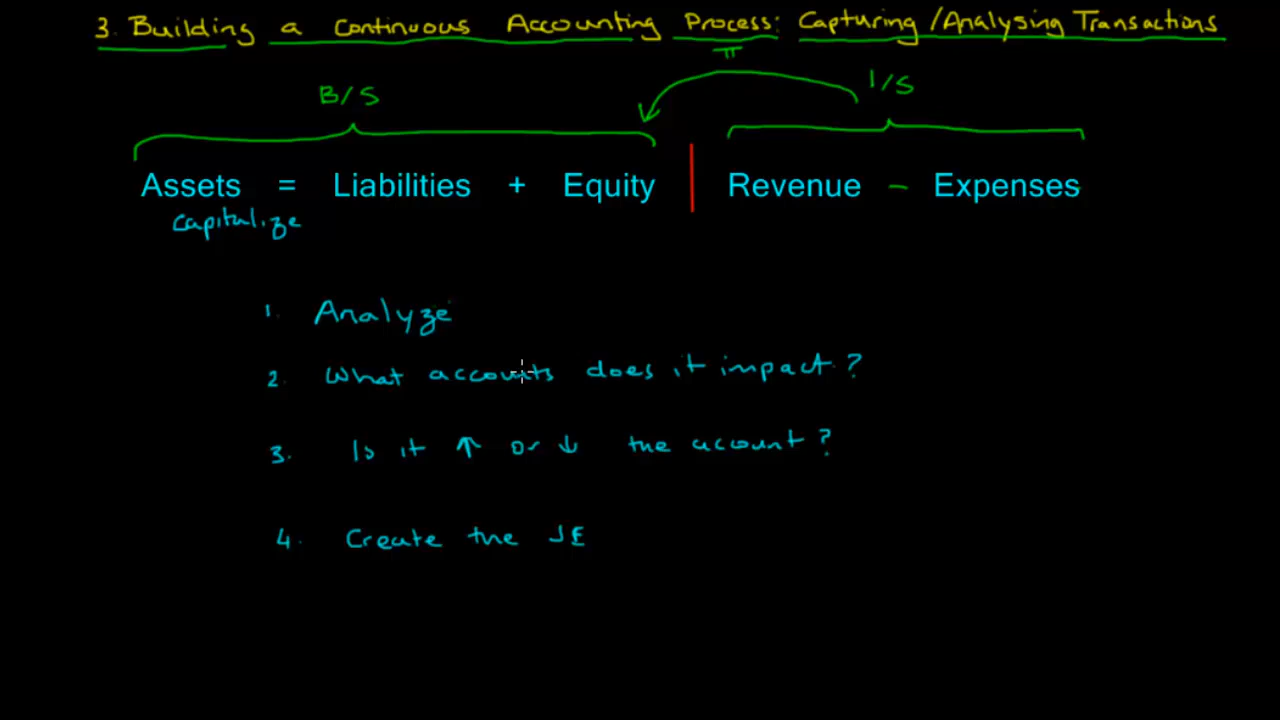 3. Building a Continuous Accounting Process: Capturing/Analysing Transactions
π
B/S I/S
Assets = Liabilities + Equity | Revenue - Expenses
Capitalize
1. Analyze
2. What accounts does it impact?
3. Is it ↑ or ↓ the account?
4. Create the JE